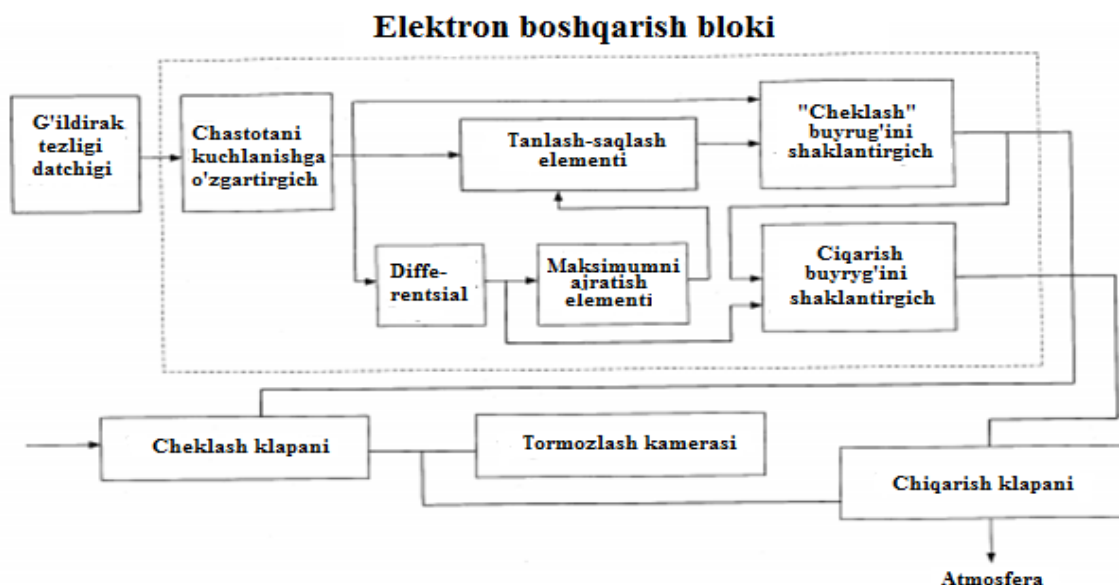 Elektron boshqarish bloki
G'ildirak
tezligi
datchigi
Chastotani
kuchlanishga
o'zgartirgich
Tanlash-saqlash
elementi
"Cheklash"
buyrug'ini
shaklantirgich
Diffe-
rentsial
Maksimumni
ajratish
elementi
Ciqarish
buyryg'ini
shaklantirgich
Cheklash klapani
Tormozlash kamerasi
Chiqarish klapani
Atmosfera